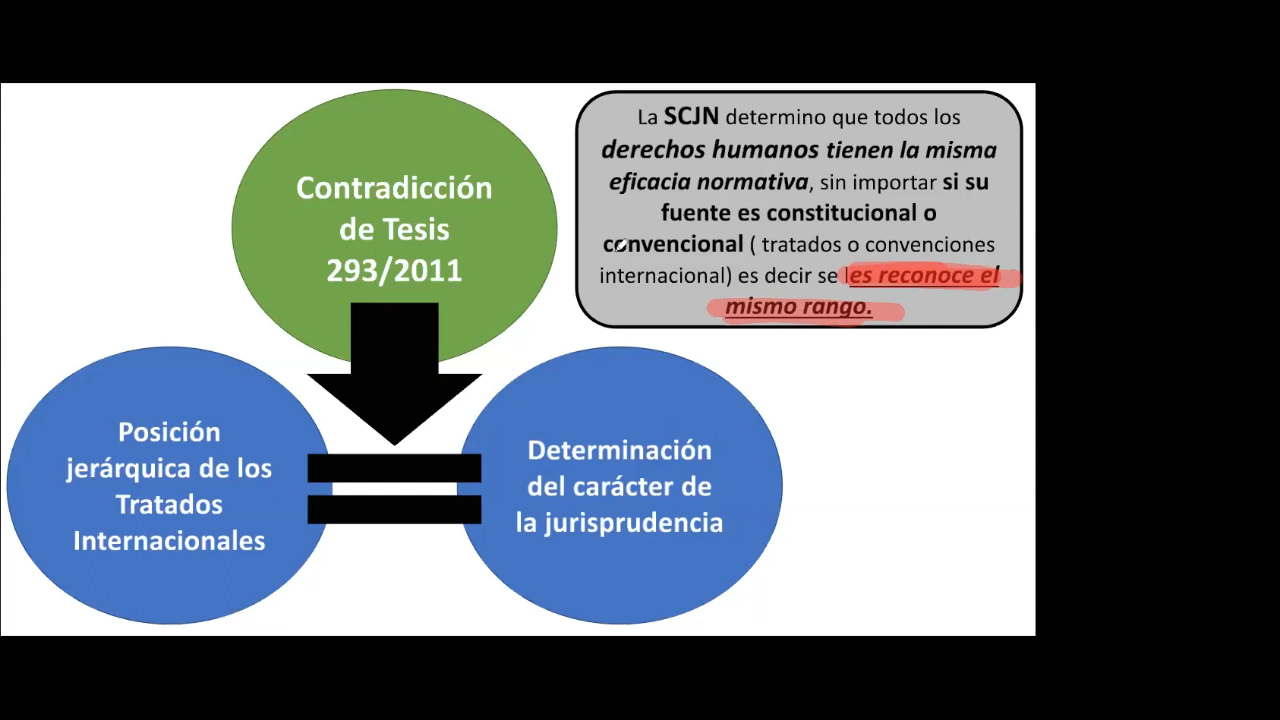 Contradicción
de Tesis
293/2011
La SCJN determino que todos los
derechos humanos tienen la misma
eficacia normativa, sin importar si su
fuente es constitucional o
convencional ( tratados o convenciones
internacional) es decir se les reconoce el
mismo rango.
Posición
jerárquica de los
Tratados
Internacionales
Determinación
del carácter de
la jurisprudencia